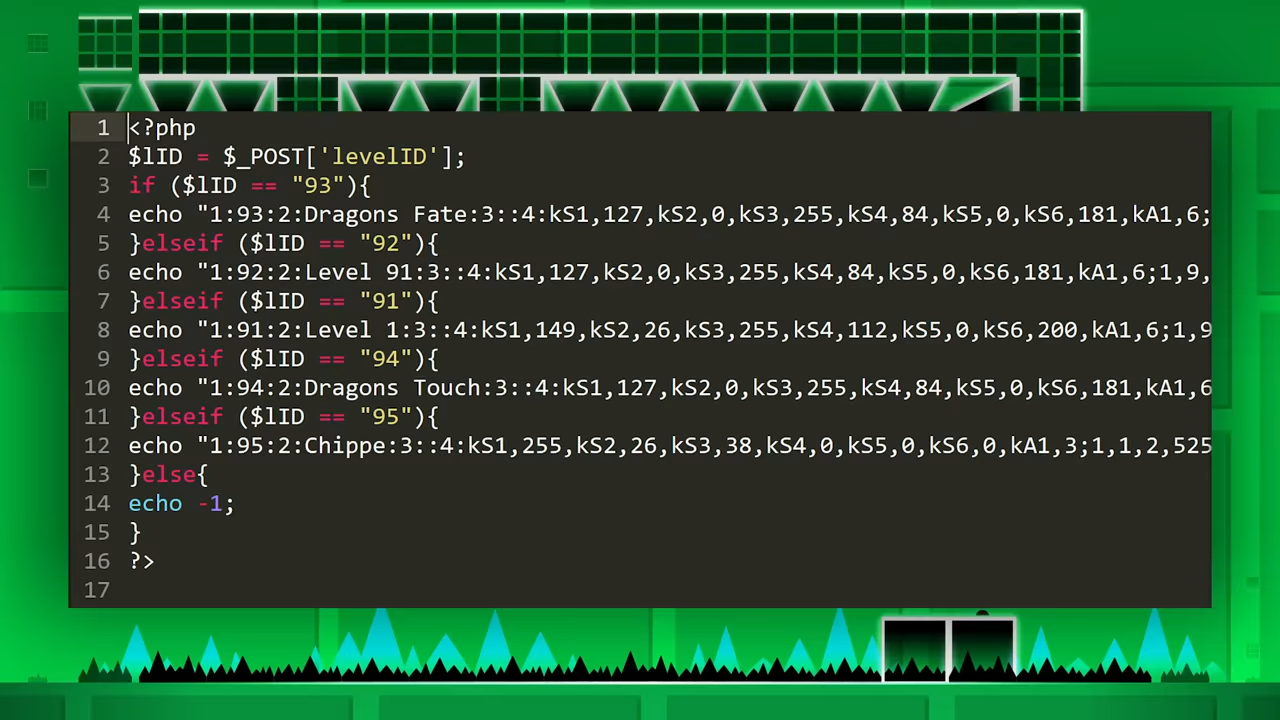 1 <?php
2 $lID = $_POST['levelID'];
3 if ($lID == "93"){
4 echo "1:93:2:Dragons Fate:3::4:kS1,127,kS2,0,kS3,255,kS4,84,kS5,0,kS6,181,kA1,6;
5 }elseif ($lID == "92"){
6 echo "1:92:2:Level 91:3::4:kS1,127,kS2,0,kS3,255,kS4,84,kS5,0,kS6,181,kA1,6;1,9,
7 }elseif ($lID == "91"){
8 echo "1:91:2:Level 1:3::4:kS1,149,kS2,26,kS3,255,kS4,112,kS5,0,kS6,200,kA1,6;1,9
9 }elseif ($lID == "94"){
10 echo "1:94:2:Dragons Touch:3::4:kS1,127,kS2,0,kS3,255,kS4,84,kS5,0,kS6,181,kA1,6
11 }elseif ($lID == "95"){
12 echo "1:95:2:Chippe:3::4:kS1,255,kS2,26,kS3,38,kS4,0,kS5,0,kS6,0,kA1,3;1,1,2,525
13 }else{
14 echo -1;
15 }
16 ?>
17